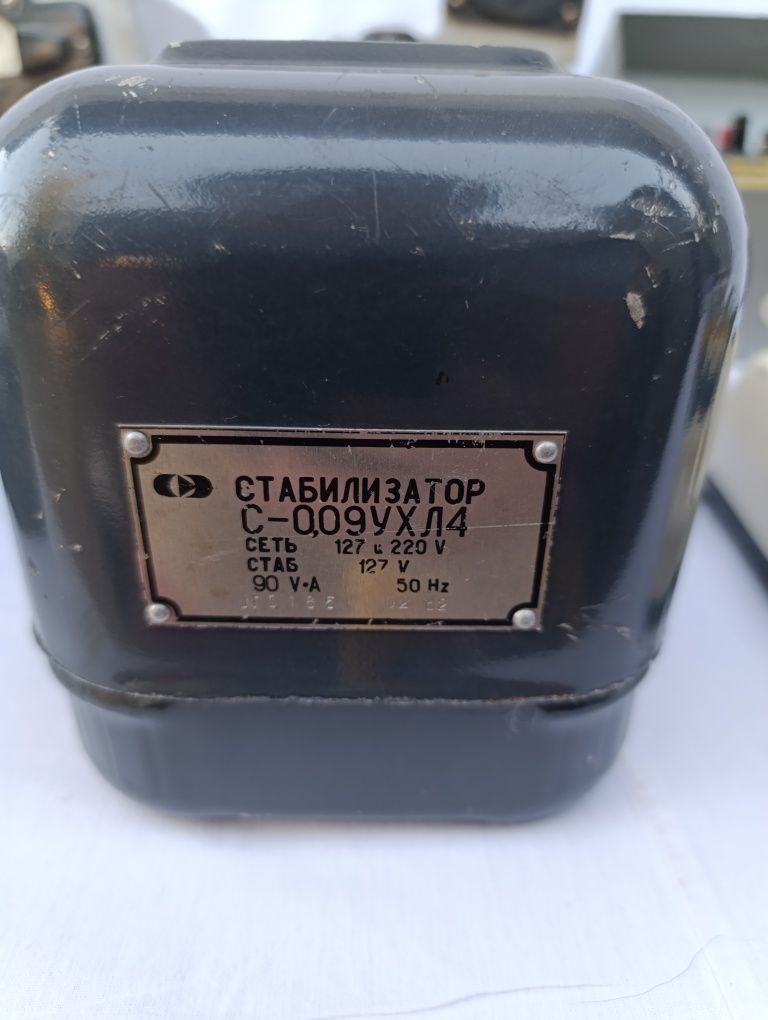 СТАБИЛИЗАТОР
С-0,09УХЛ4
СЕТЬ 127 и 220 V
СТАБ 127 V
90 V·A 50 Hz